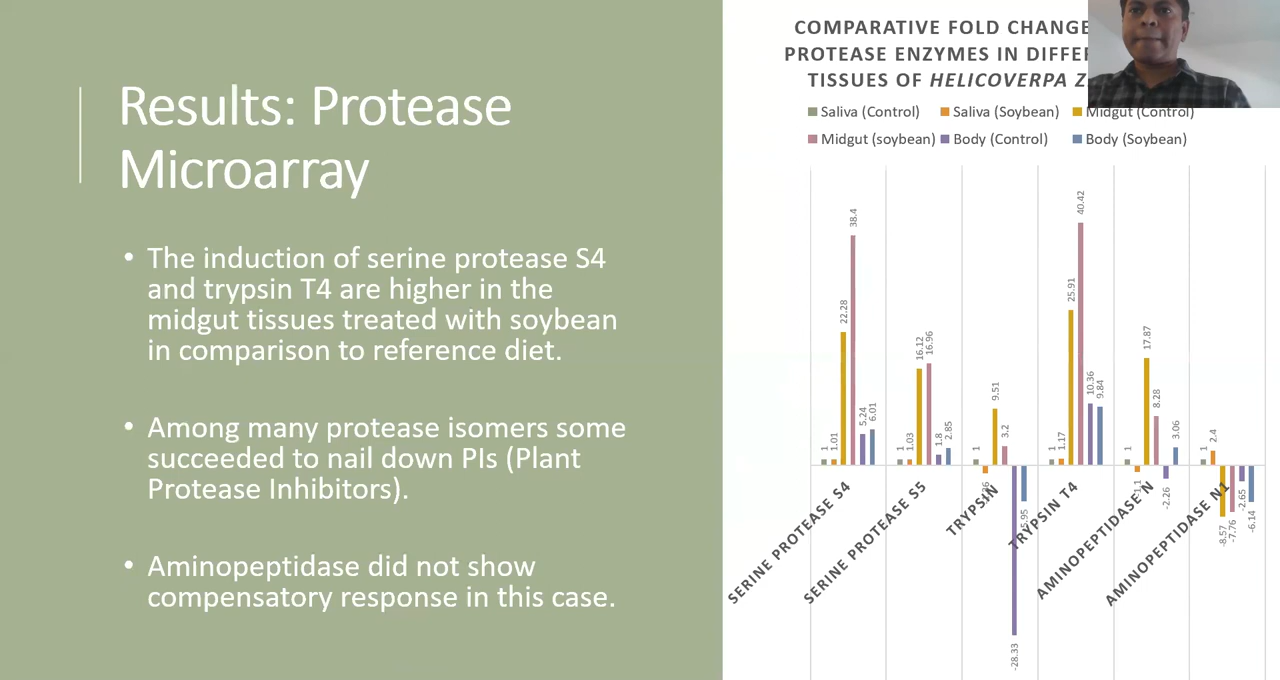 Results: Protease
Microarray
• The induction of serine protease S4
and trypsin T4 are higher in the
midgut tissues treated with soybean
in comparison to reference diet.
• Among many protease isomers some
succeeded to nail down PIs (Plant
Protease Inhibitors).
• Aminopeptidase did not show
compensatory response in this case.
COMPARATIVE FOLD CHANGE
PROTEASE ENZYMES IN
TISSUES OF HELICOVERPA
Saliva (Control) Saliva (Soybean) Midgut (Control)
Midgut (soybean) Body (Control) Body (Soybean)
1 1.01 22.28 38.4 5.24 6.01
1 1.03 16.12 16.96 1.8 2.85
1 9.51 3.2 -28.33
1 1.17 25.91 40.42 10.36 9.84
1 17.87 8.28 -2.26 3.06
1 2.4 -8.57 -7.76 -2.65 -6.14
SERINE PROTEASE S4
SERINE PROTEASE S5
TRYPSIN
TRYPSIN T4
AMINOPEPTIDASE N
AMINOPEPTIDASE N1